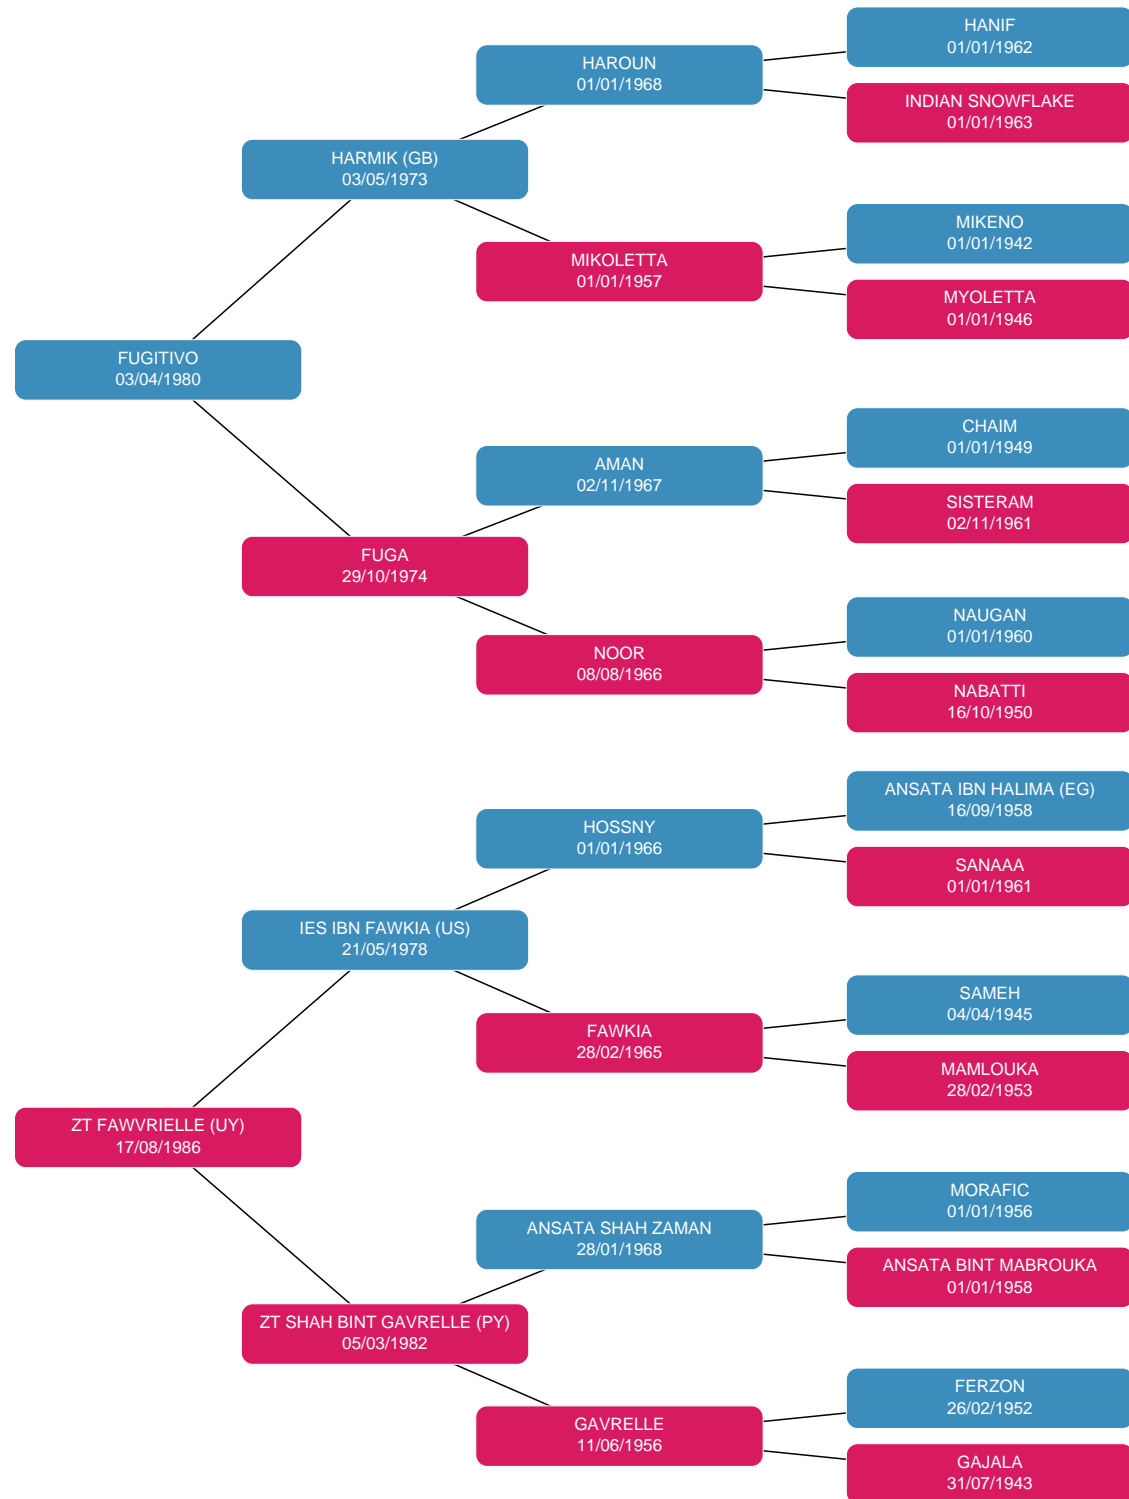 HANIF
01/01/1962
HAROUN
01/01/1968
INDIAN SNOWFLAKE
01/01/1963
HARMIK (GB)
03/05/1973
MIKENO
01/01/1942
MIKOLETTA
01/01/1957
MYOLETTA
01/01/1946
FUGITIVO
03/04/1980
CHAIM
01/01/1949
AMAN
02/11/1967
SISTERAM
02/11/1961
FUGA
29/10/1974
NAUGAN
01/01/1960
NOOR
08/08/1966
NABATTI
16/10/1950
ANSATA IBN HALIMA (EG)
16/09/1958
HOSSNY
01/01/1966
SANAAA
01/01/1961
IES IBN FAWKIA (US)
21/05/1978
SAMEH
04/04/1945
FAWKIA
28/02/1965
MAMLOUKA
28/02/1953
ZT FAWVRIELLE (UY)
17/08/1986
MORAFIC
01/01/1956
ANSATA SHAH ZAMAN
28/01/1968
ANSATA BINT MABROUKA
01/01/1958
ZT SHAH BINT GAVRELLE (PY)
05/03/1982
FERZON
26/02/1952
GAVRELLE
11/06/1956
GAJALA
31/07/1943